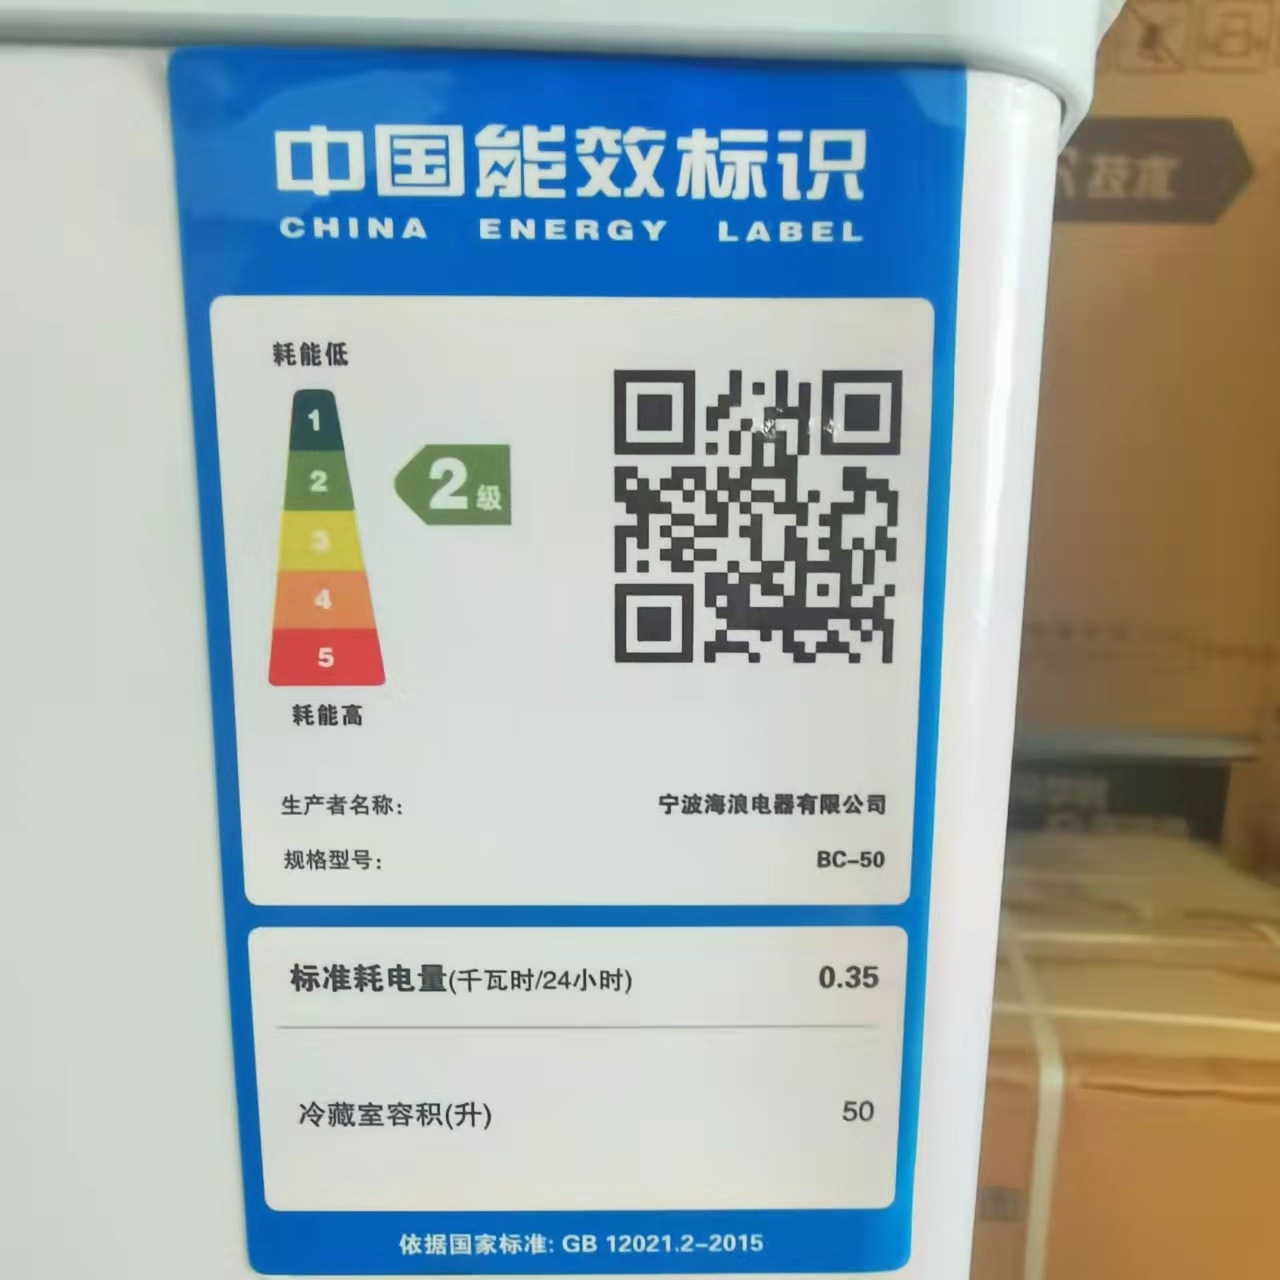 中国能效标识
CHINA ENERGY LABEL
耗能低
1
2
3
4
5
2级
耗能高
生产者名称: 宁波海浪电器有限公司
规格型号: BC-50
标准耗电量(千瓦时/24小时) 0.35
冷藏室容积(升) 50
依据国家标准: GB 12021.2-2015
技准